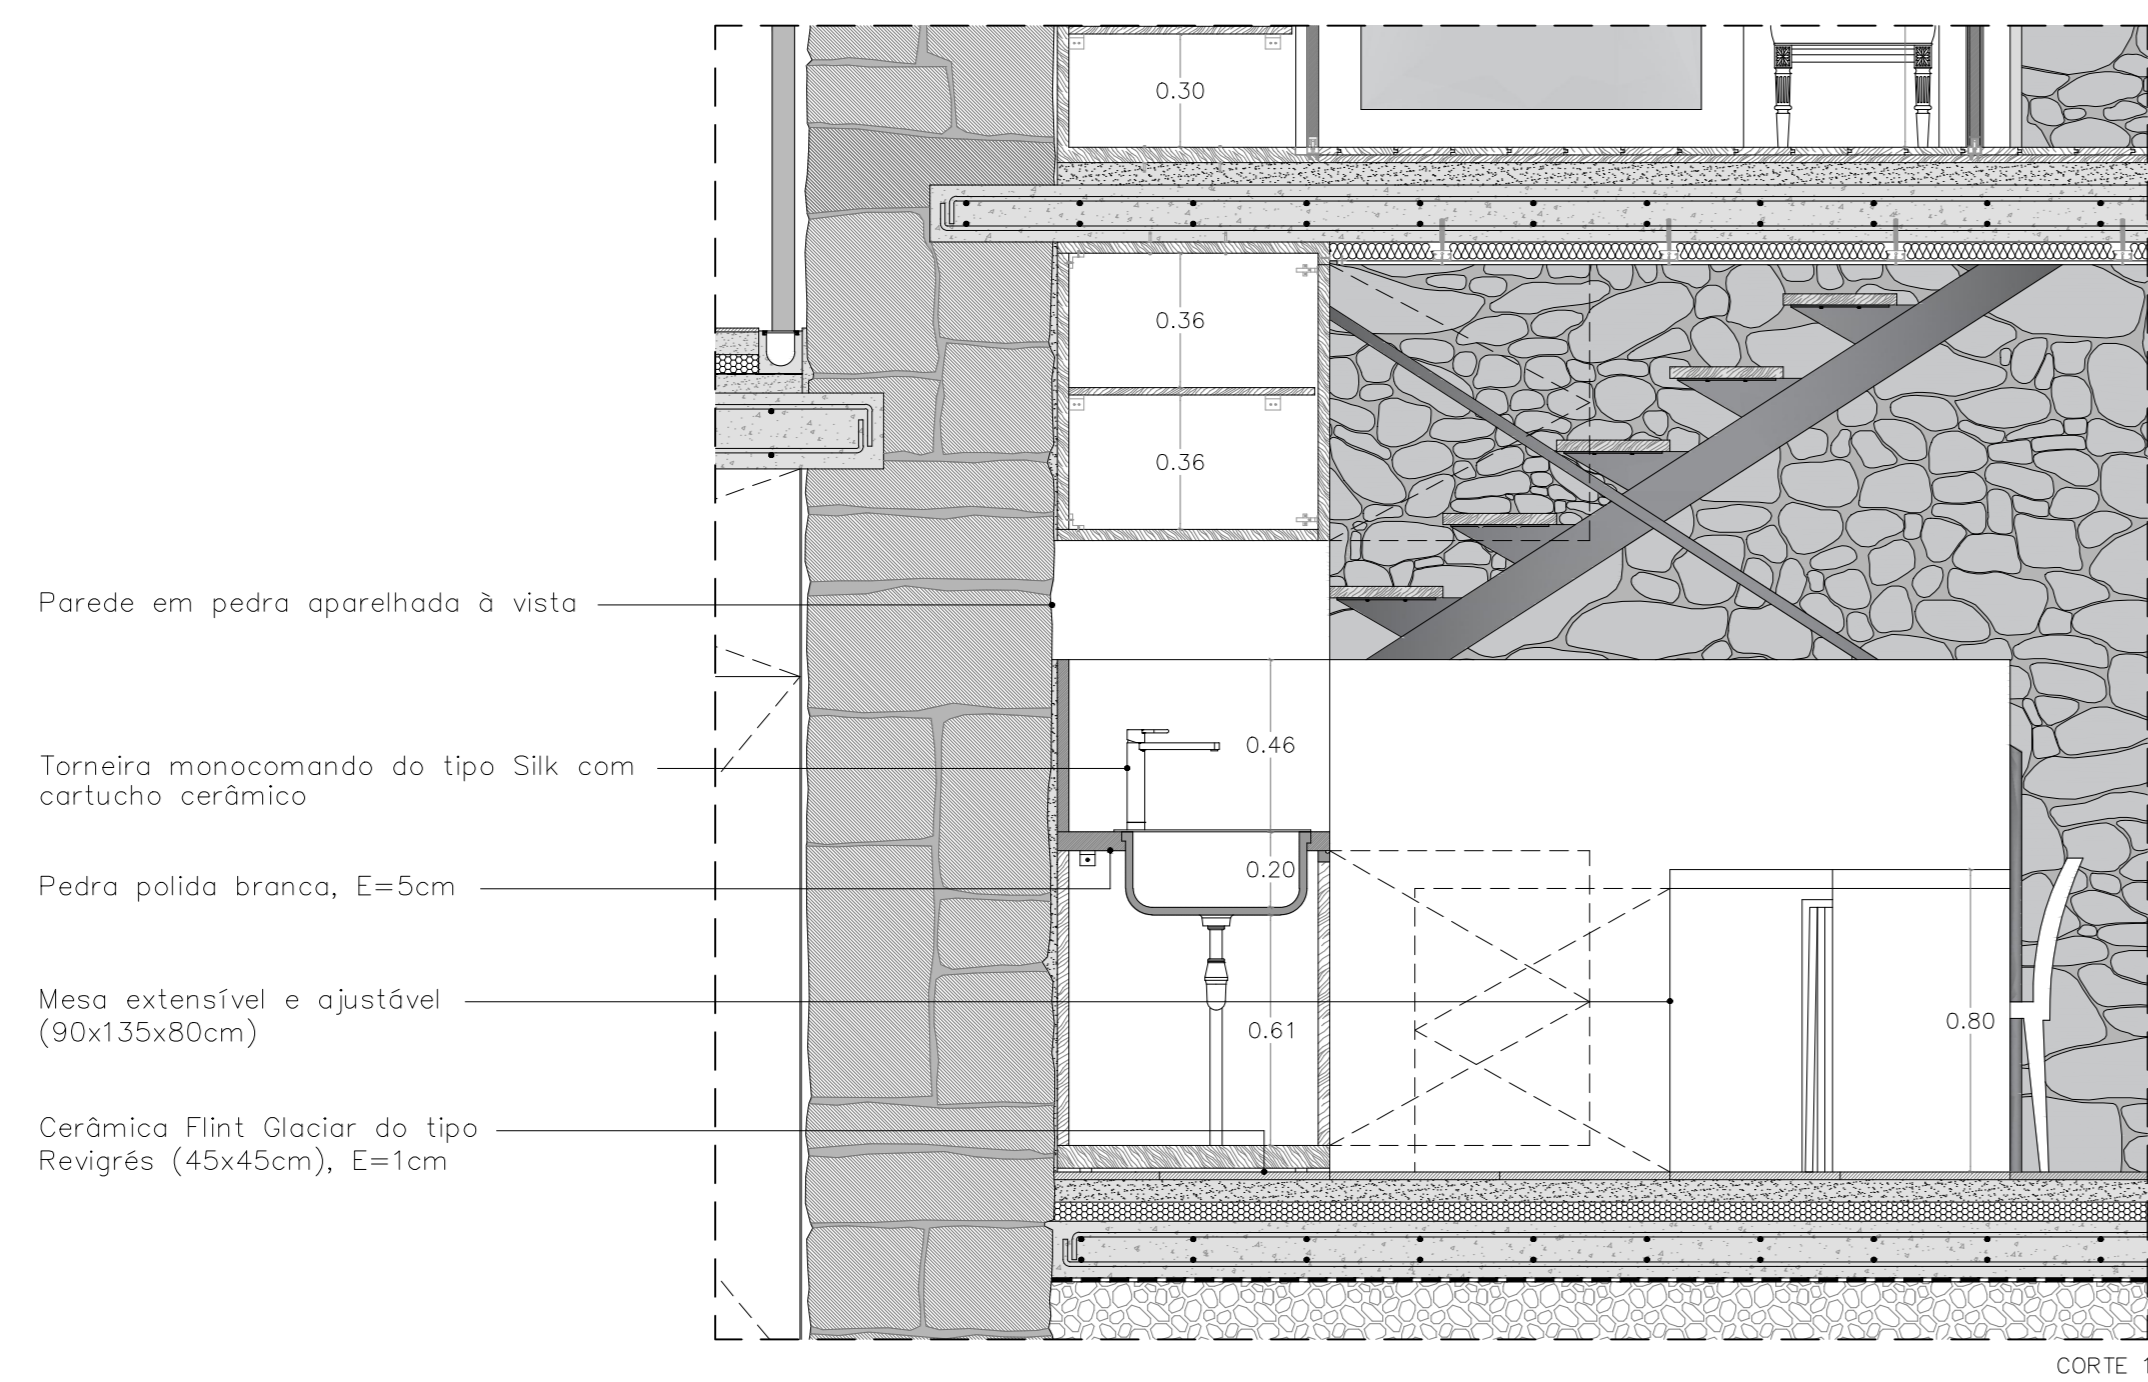 0.30
0.36
0.36
Parede em pedra aparelhada à vista
0.46
Torneira monocomando do tipo Silk com
cartucho cerâmico
0.20
Pedra polida branca, E=5cm
Mesa extensível e ajustável
(90x135x80cm)
0.61
0.80
Cerâmica Flint Glaciar do tipo
Revigrés (45x45cm), E=1cm
CORTE 1